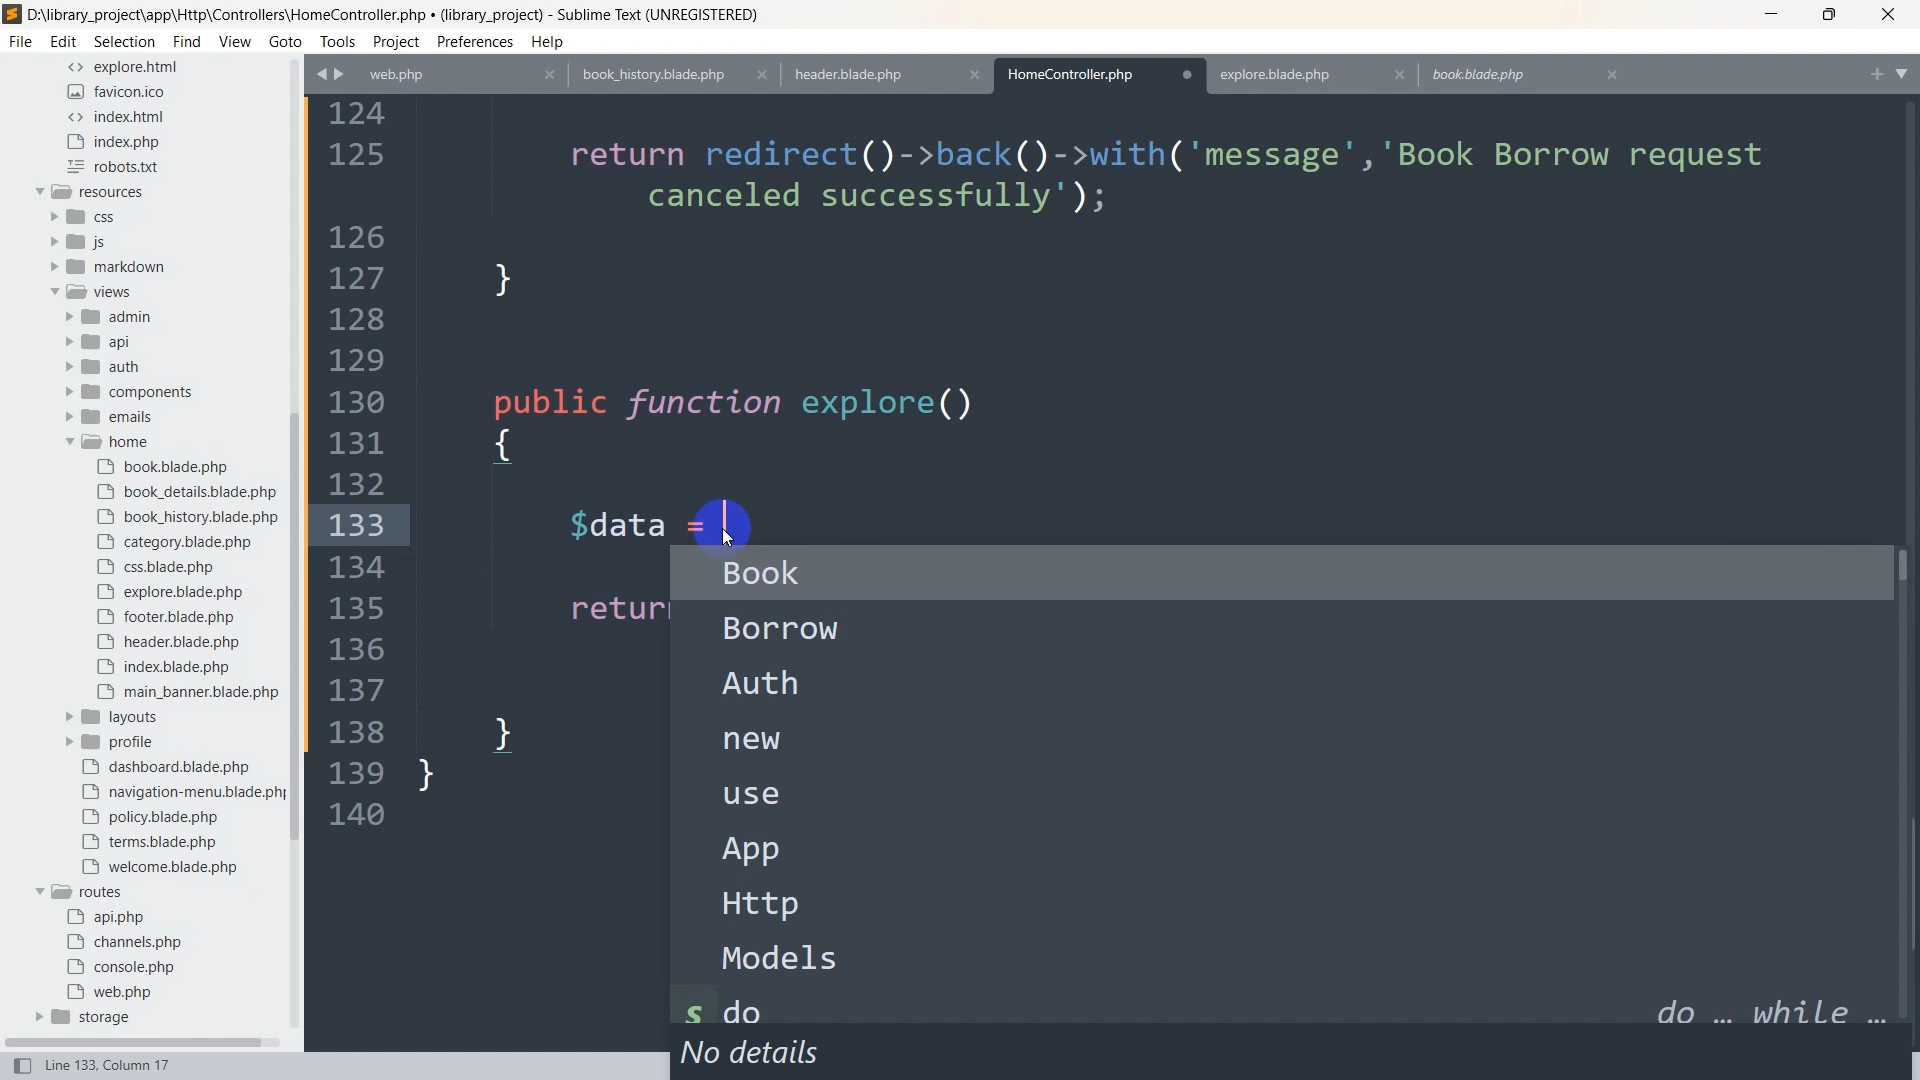 D:\library_project\app\Http\Controllers\HomeController.php • (library_project) - Sublime Text (UNREGISTERED)
File Edit Selection Find View Goto Tools Project Preferences Help
explore.html
favicon.ico
index.html
index.php
robots.txt
resources
css
js
markdown
views
admin
api
auth
components
emails
home
book.blade.php
book_details.blade.php
book_history.blade.php
category.blade.php
css.blade.php
explore.blade.php
footer.blade.php
header.blade.php
index.blade.php
main_banner.blade.php
layouts
profile
dashboard.blade.php
navigation-menu.blade.php
policy.blade.php
terms.blade.php
welcome.blade.php
routes
api.php
channels.php
console.php
web.php
storage
web.php book_history.blade.php header.blade.php HomeController.php explore.blade.php book.blade.php
124
125 return redirect()->back()->with('message','Book Borrow request
canceled successfully');
126
127 }
128
129
130 public function explore()
131 {
132
133 $data =
134
135 return
136
137
138 }
139 }
140
Book
Borrow
Auth
new
use
App
Http
Models
s do do … while …
No details
Line 133, Column 17